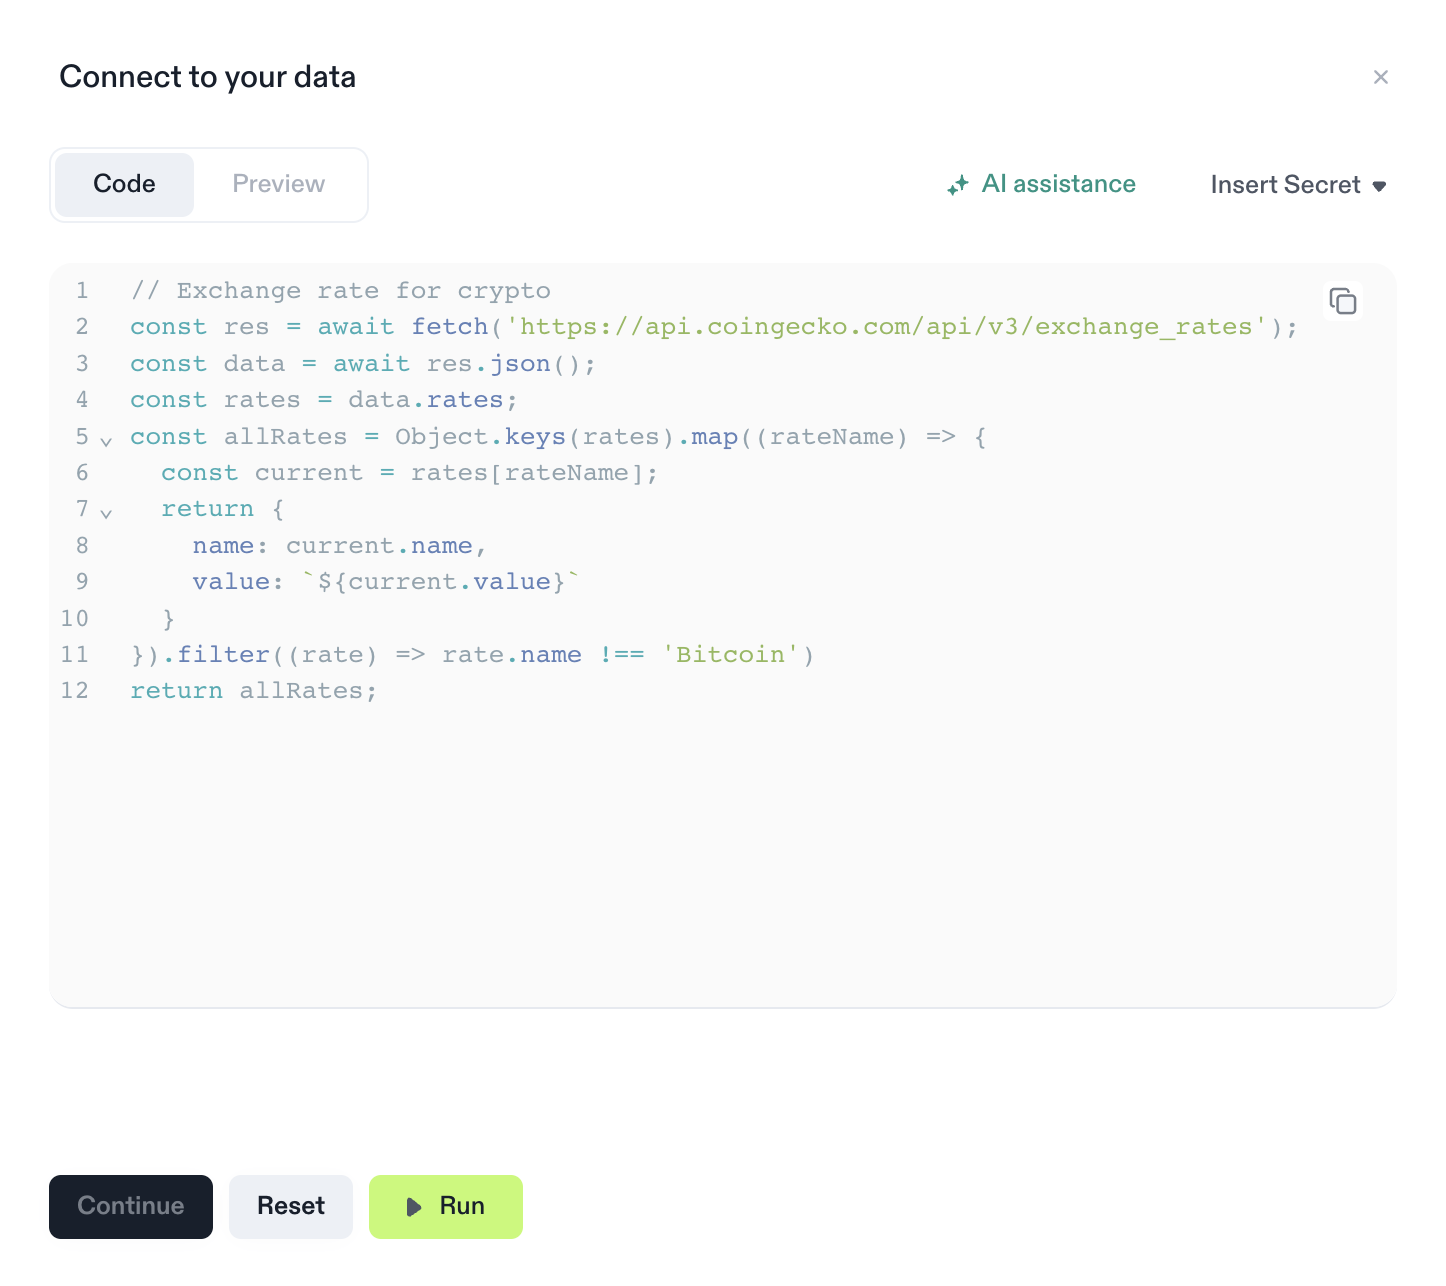 Connect to your data
Code Preview AI assistance Insert Secret
1 // Exchange rate for crypto
2 const res = await fetch('https://api.coingecko.com/api/v3/exchange_rates');
3 const data = await res.json();
4 const rates = data.rates;
5 const allRates = Object.keys(rates).map((rateName) => {
6   const current = rates[rateName];
7   return {
8     name: current.name,
9     value: `${current.value}`
10   }
11 }).filter((rate) => rate.name !== 'Bitcoin')
12 return allRates;
Continue Reset Run